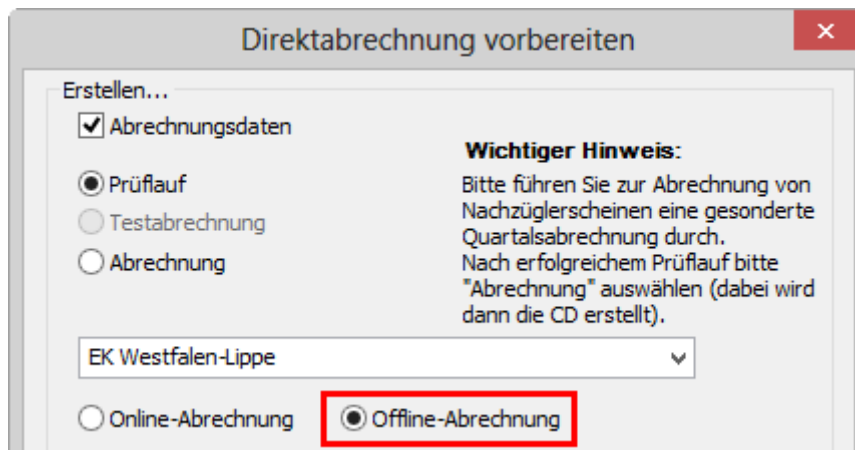 Direktabrechnung vorbereiten
Erstellen...
Abrechnungsdaten
Prüflauf
Testabrechnung
Abrechnung
Wichtiger Hinweis:
Bitte führen Sie zur Abrechnung von
Nachzüglerscheinen eine gesonderte
Quartalsabrechnung durch.
Nach erfolgreichem Prüflauf bitte
"Abrechnung" auswählen (dabei wird
dann die CD erstellt).
EK Westfalen-Lippe
Online-Abrechnung
Offline-Abrechnung